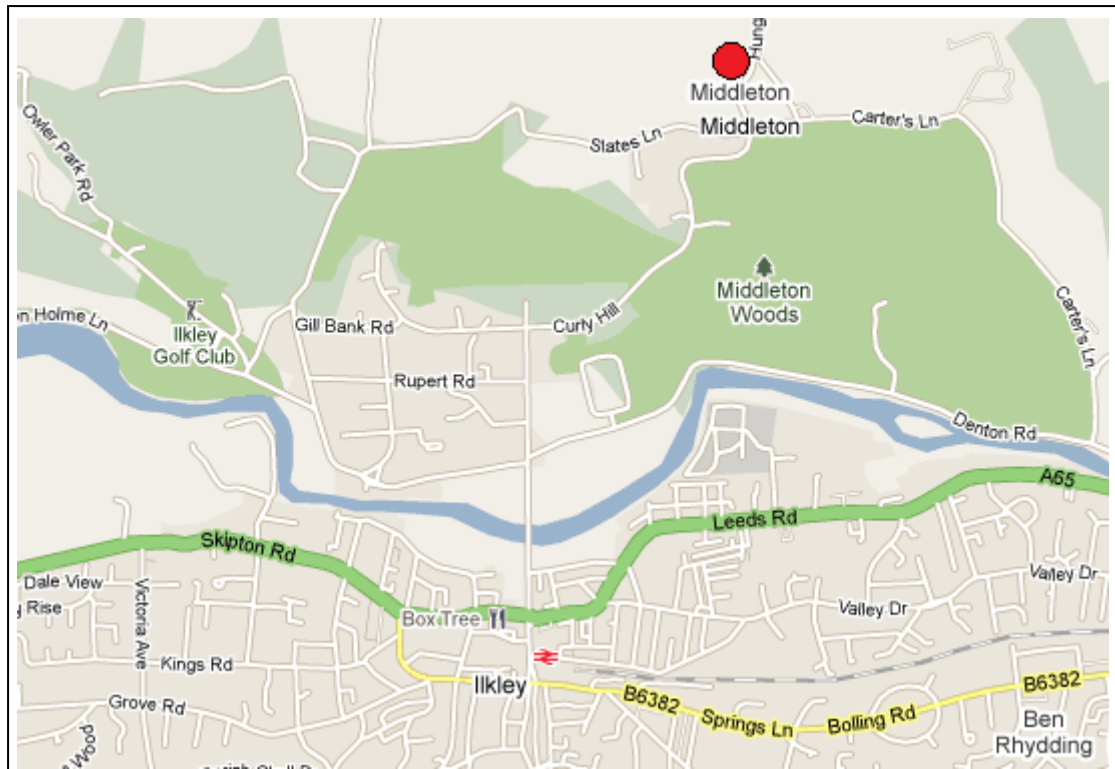 Hung
Middleton
Middleton
Carter's Ln
Slates Ln
Owler Park Rd
Middleton
Woods
Carter's Ln
on Holme Ln
Ilkley
Golf Club
Gill Bank Rd
Curly Hill
Rupert Rd
Denton Rd
A65
Leeds Rd
Skipton Rd
Dale View
Valley Dr
y Rise
Victoria Ave
Box Tree
Valley Dr
Kings Rd
Ilkley
B6382
B6382
Springs Ln
Bolling Rd
Grove Rd
Ben
Rhydding
Wood